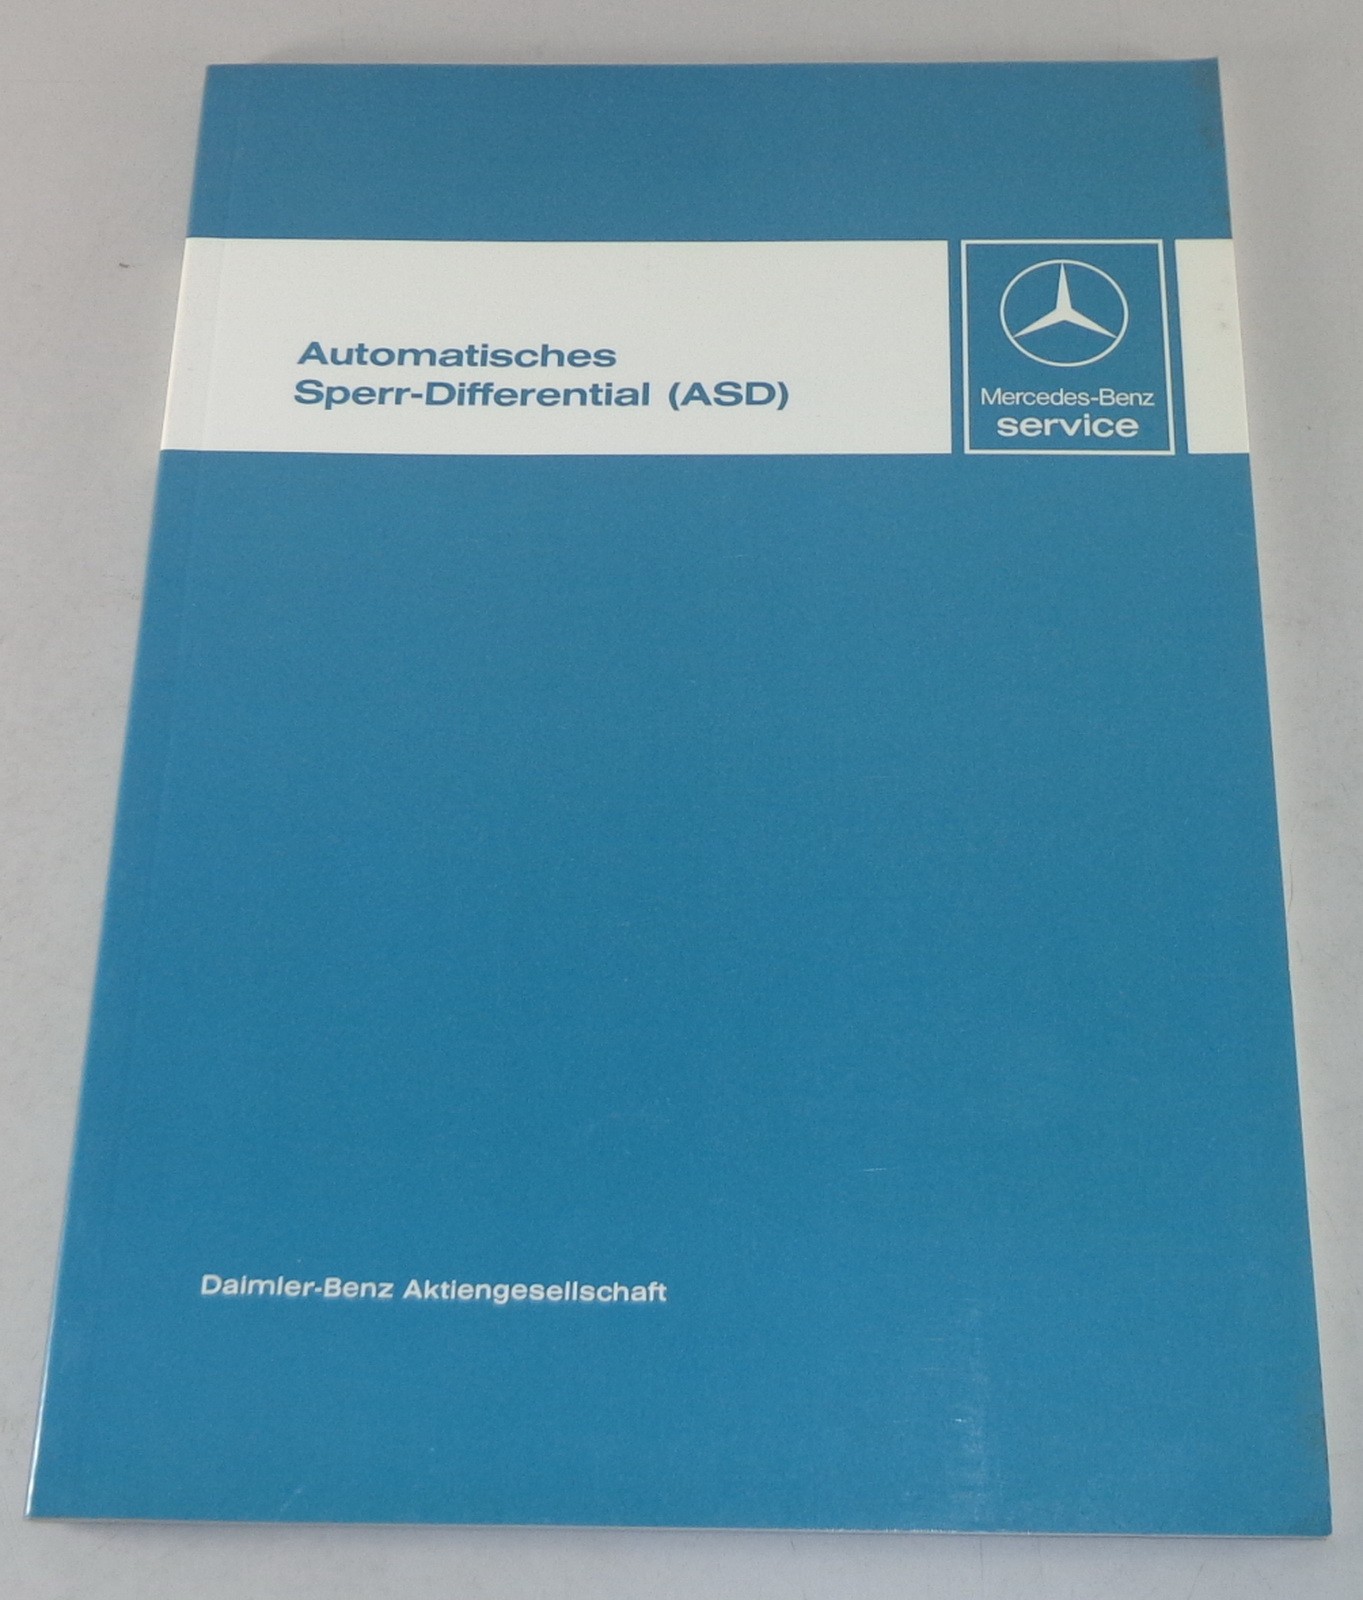 Automatisches
Sperr-Differential (ASD)
Mercedes-Benz
service
Daimler-Benz Aktiengesellschaft